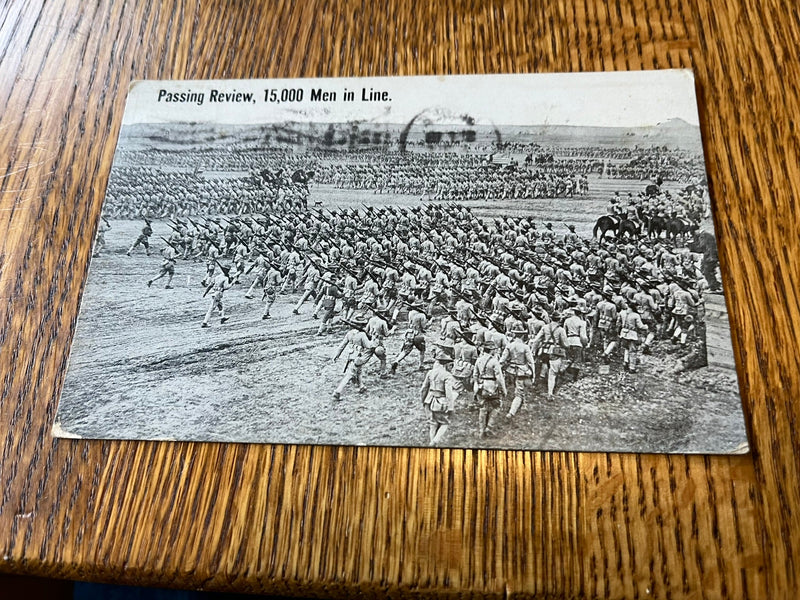 Passing Review, 15,000 Men in Line.